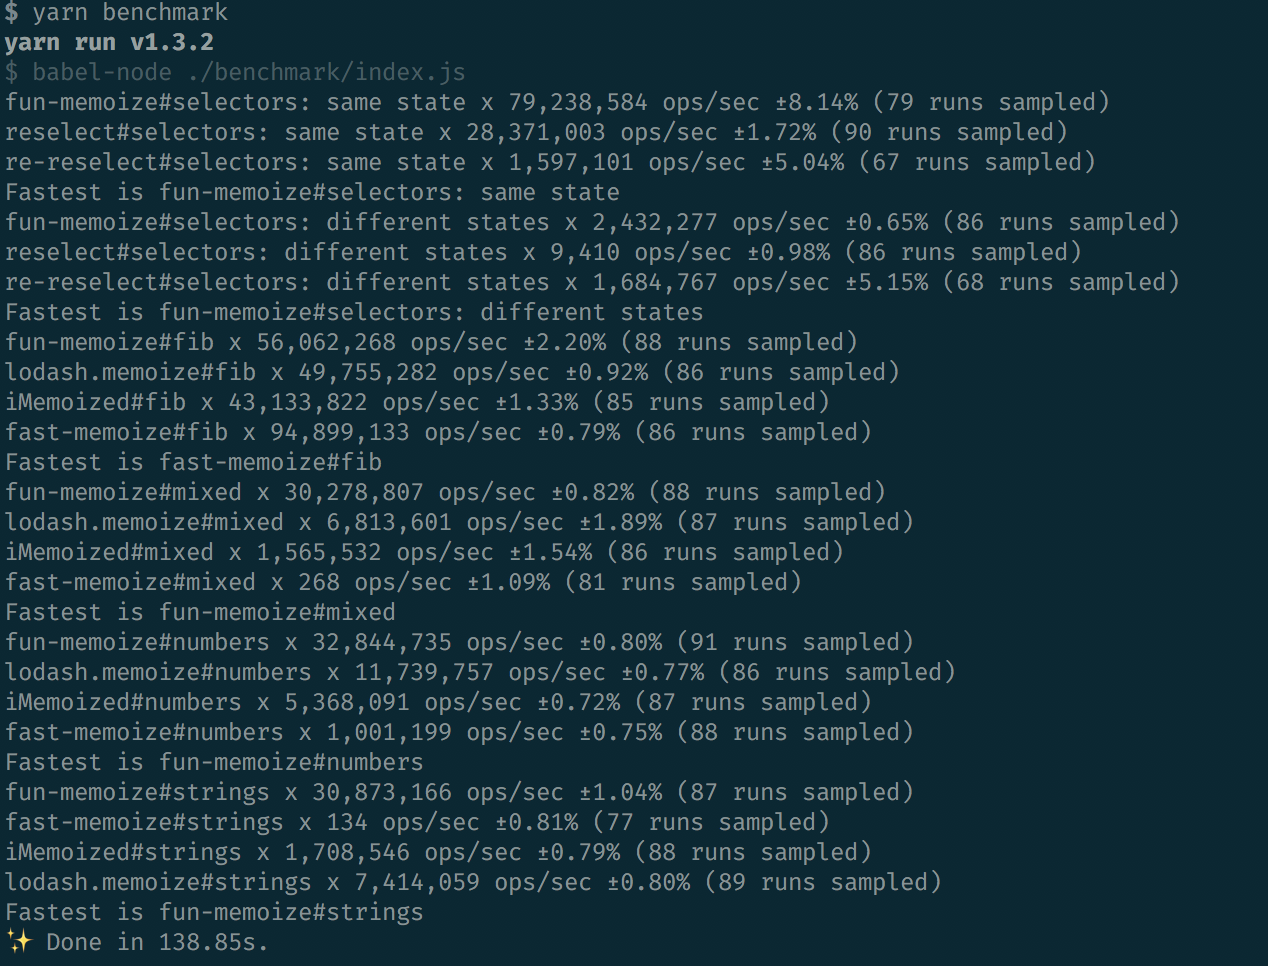 $ yarn benchmark
yarn run v1.3.2
$ babel-node ./benchmark/index.js
fun-memoize#selectors: same state x 79,238,584 ops/sec ±8.14% (79 runs sampled)
reselect#selectors: same state x 28,371,003 ops/sec ±1.72% (90 runs sampled)
re-reselect#selectors: same state x 1,597,101 ops/sec ±5.04% (67 runs sampled)
Fastest is fun-memoize#selectors: same state
fun-memoize#selectors: different states x 2,432,277 ops/sec ±0.65% (86 runs sampled)
reselect#selectors: different states x 9,410 ops/sec ±0.98% (86 runs sampled)
re-reselect#selectors: different states x 1,684,767 ops/sec ±5.15% (68 runs sampled)
Fastest is fun-memoize#selectors: different states
fun-memoize#fib x 56,062,268 ops/sec ±2.20% (88 runs sampled)
lodash.memoize#fib x 49,755,282 ops/sec ±0.92% (86 runs sampled)
iMemoized#fib x 43,133,822 ops/sec ±1.33% (85 runs sampled)
fast-memoize#fib x 94,899,133 ops/sec ±0.79% (86 runs sampled)
Fastest is fast-memoize#fib
fun-memoize#mixed x 30,278,807 ops/sec ±0.82% (88 runs sampled)
lodash.memoize#mixed x 6,813,601 ops/sec ±1.89% (87 runs sampled)
iMemoized#mixed x 1,565,532 ops/sec ±1.54% (86 runs sampled)
fast-memoize#mixed x 268 ops/sec ±1.09% (81 runs sampled)
Fastest is fun-memoize#mixed
fun-memoize#numbers x 32,844,735 ops/sec ±0.80% (91 runs sampled)
lodash.memoize#numbers x 11,739,757 ops/sec ±0.77% (86 runs sampled)
iMemoized#numbers x 5,368,091 ops/sec ±0.72% (87 runs sampled)
fast-memoize#numbers x 1,001,199 ops/sec ±0.75% (88 runs sampled)
Fastest is fun-memoize#numbers
fun-memoize#strings x 30,873,166 ops/sec ±1.04% (87 runs sampled)
fast-memoize#strings x 134 ops/sec ±0.81% (77 runs sampled)
iMemoized#strings x 1,708,546 ops/sec ±0.79% (88 runs sampled)
lodash.memoize#strings x 7,414,059 ops/sec ±0.80% (89 runs sampled)
Fastest is fun-memoize#strings
✨ Done in 138.85s.